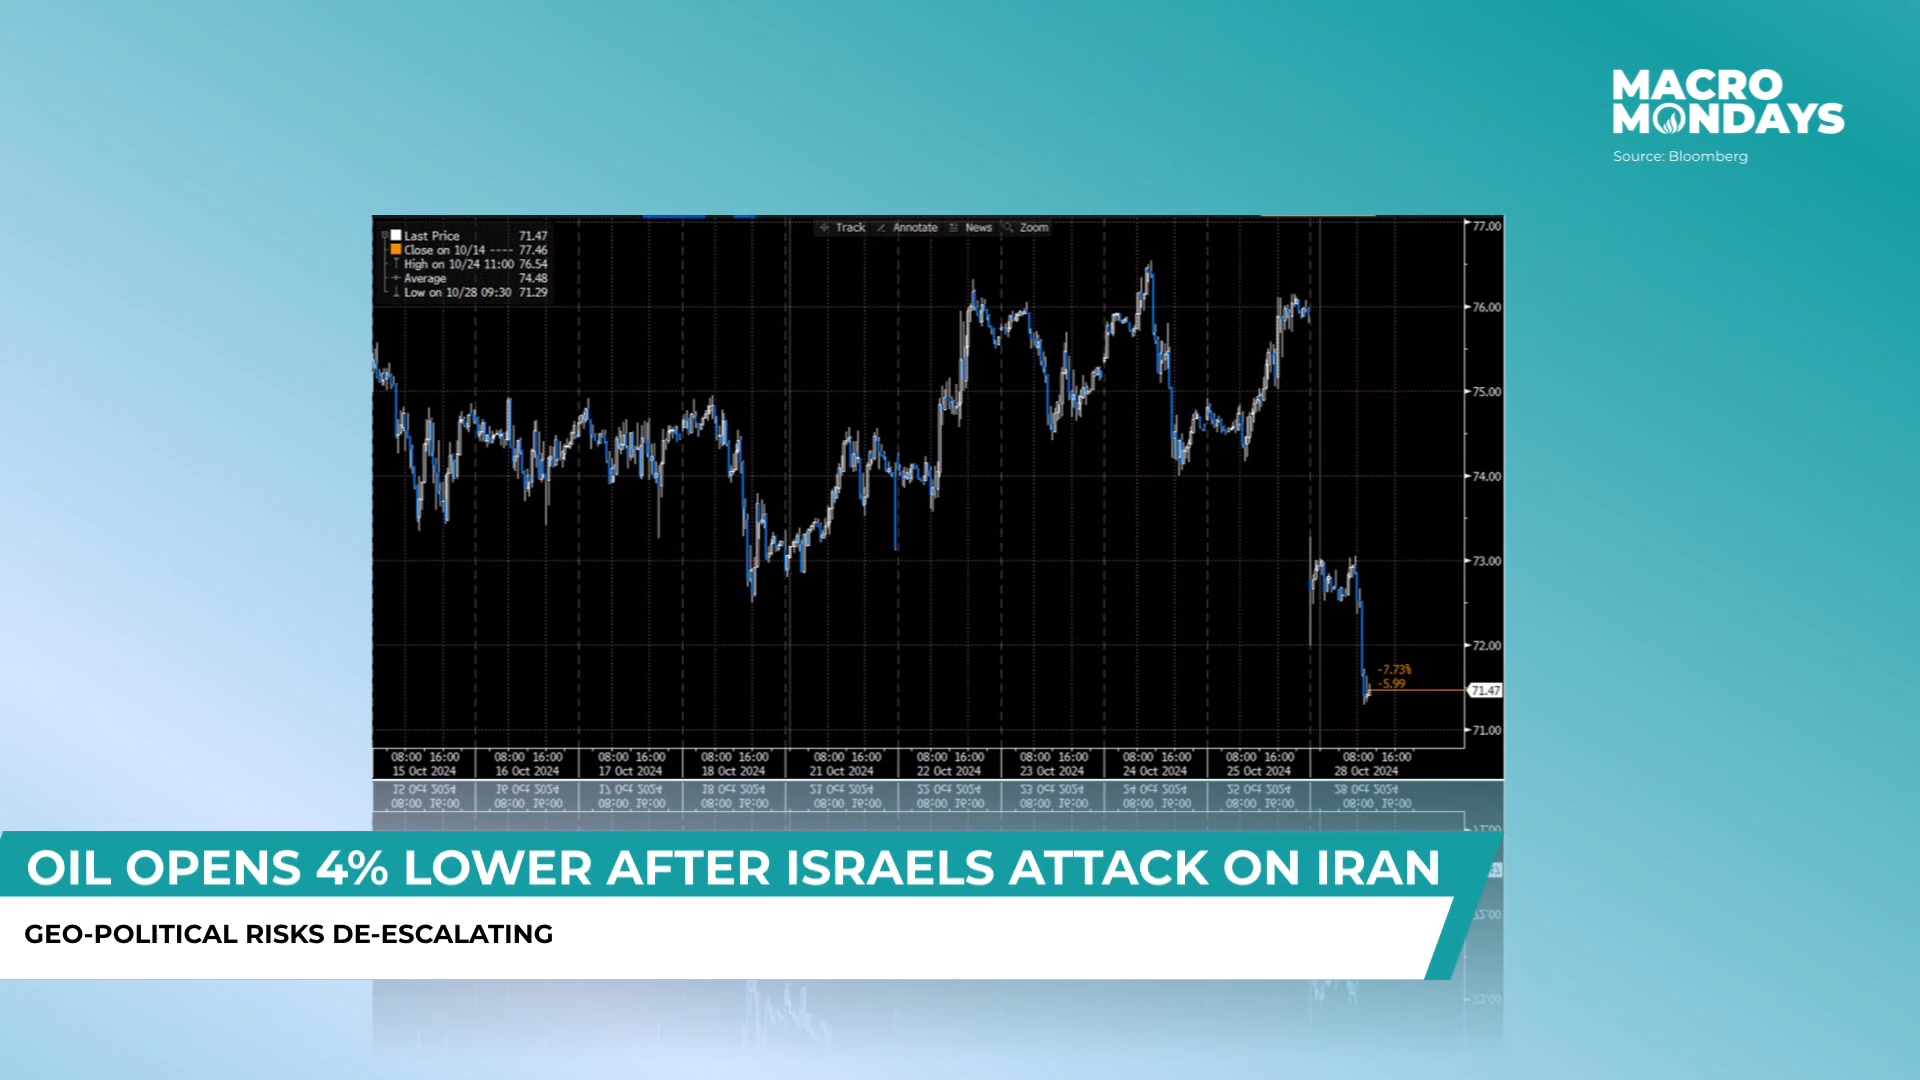 MACRO
MONDAYS
Source: Bloomberg
Track Annotate News Zoom
Last Price 71.47
Close on 10/14 ---- 77.46
High on 10/24 11:00 76.54
Average 74.48
Low on 10/28 09:30 71.29
77.00
76.00
75.00
74.00
73.00
72.00
-7.73%
-5.99
71.47
71.00
08:00 16:00 08:00 16:00 08:00 16:00 08:00 16:00 08:00 16:00 08:00 16:00 08:00 16:00 08:00 16:00 08:00 16:00 08:00 16:00
15 Oct 2024 16 Oct 2024 17 Oct 2024 18 Oct 2024 21 Oct 2024 22 Oct 2024 23 Oct 2024 24 Oct 2024 25 Oct 2024 28 Oct 2024
OIL OPENS 4% LOWER AFTER ISRAELS ATTACK ON IRAN
GEO-POLITICAL RISKS DE-ESCALATING